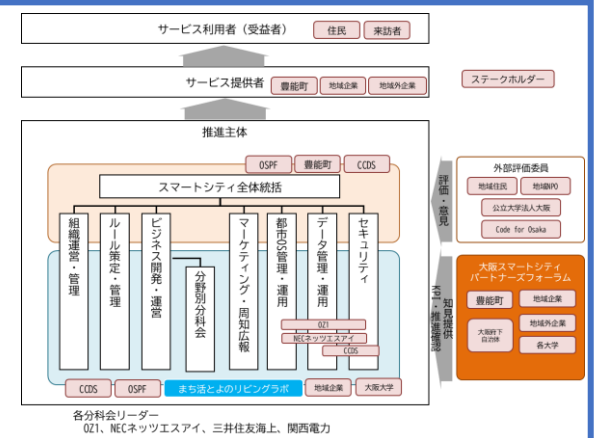 サービス利用者（受益者）
住民
来訪者
サービス提供者
豊能町
地域企業
地域外企業
ステークホルダー
推進主体
OSPF
豊能町
CCDS
スマートシティ全体統括
組織運営・管理
ルール策定・管理
ビジネス開発・運営
分野別分科会
マーケティング・周知広報
都市OS管理・運用
データ管理・運用
セキュリティ
OZ1
NECネッツエスアイ
CCDS
CCDS
OSPF
まち活とよのリビングラボ
地域企業
大阪大学
評価・意見
外部評価委員
地域住民
地域NPO
公立大学法人大阪
Code for Osaka
知見提供
KPI・推進確認
大阪スマートシティ
パートナーズフォーラム
豊能町
地域企業
大阪府下
自治体
地域外企業
各大学
各分科会リーダー
OZ1、NECネッツエスアイ、三井住友海上、関西電力